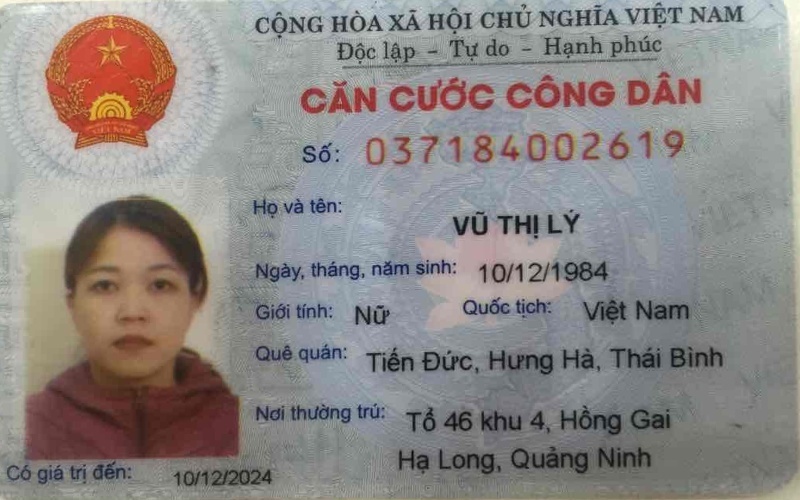 CỘNG HÒA XÃ HỘI CHỦ NGHĨA VIỆT NAM
Độc lập - Tự do - Hạnh phúc
CĂN CƯỚC CÔNG DÂN
Số: 037184002619
Họ và tên: VŨ THỊ LÝ
Ngày, tháng, năm sinh: 10/12/1984
Giới tính: Nữ Quốc tịch: Việt Nam
Quê quán: Tiến Đức, Hưng Hà, Thái Bình
Nơi thường trú: Tổ 46 khu 4, Hồng Gai
Hạ Long, Quảng Ninh
Có giá trị đến: 10/12/2024
VIỆT NAM